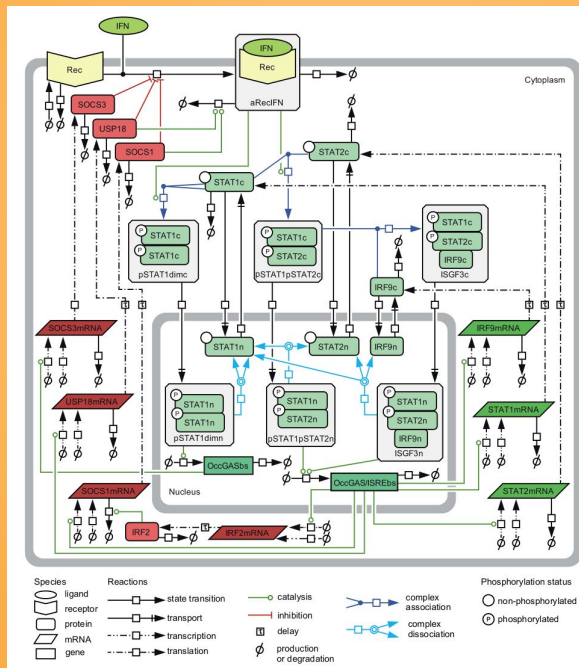 IFN
Rec
IFN
Rec
aRecIFN
Cytoplasm
SOCS3
USP18
SOCS1
STAT2c
STAT1c
P
STAT1c
P
STAT1c
pSTAT1dimc
P
STAT1c
P
STAT2c
pSTAT1pSTAT2c
P
STAT1c
P
STAT2c
IRF9c
ISGF3c
IRF9c
SOCS3mRNA
IRF9mRNA
STAT1n
STAT2n
IRF9n
USP18mRNA
STAT1mRNA
P
STAT1n
P
STAT1n
pSTAT1dimn
P
STAT1n
P
STAT2n
pSTAT1pSTAT2n
P
STAT1n
P
STAT2n
IRF9n
ISGF3n
OccGASbs
OccGAS/ISREbs
Nucleus
SOCS1mRNA
STAT2mRNA
IRF2
IRF2mRNA
Species
ligand
receptor
protein
mRNA
gene
Reactions
state transition
transport
transcription
translation
catalysis
inhibition
τ delay
ø production
or degradation
complex
association
complex
dissociation
Phosphorylation status
non-phosphorylated
P phosphorylated